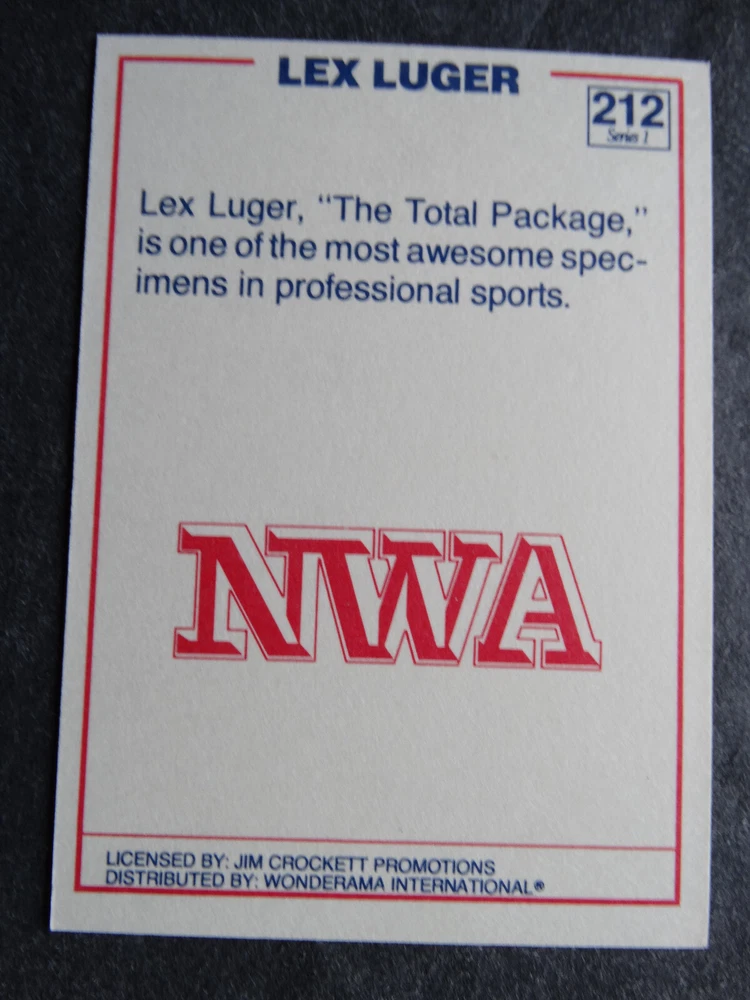 LEX LUGER
212
Series 1
Lex Luger, "The Total Package,"
is one of the most awesome spec-
imens in professional sports.
NWA
LICENSED BY: JIM CROCKETT PROMOTIONS
DISTRIBUTED BY: WONDERAMA INTERNATIONAL®